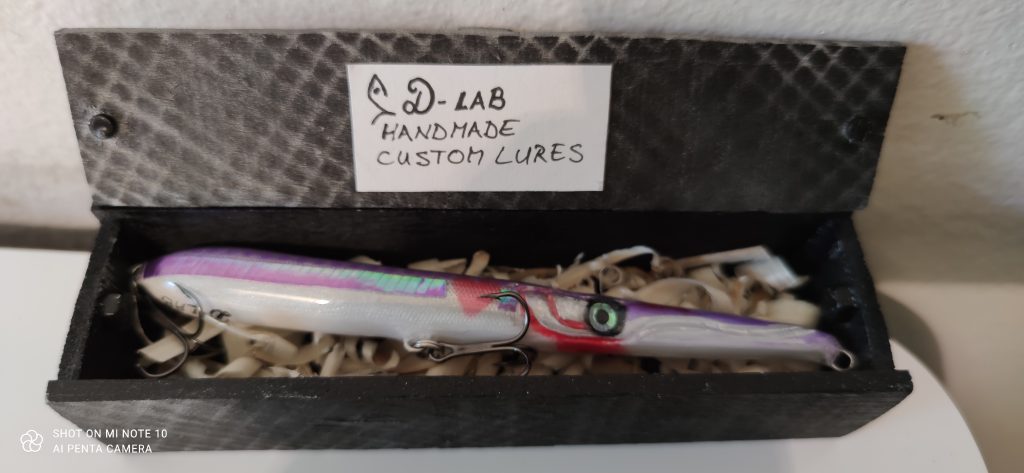 D-LAB
HANDMADE
CUSTOM LURES
SHOT ON MI NOTE 10
AI PENTA CAMERA